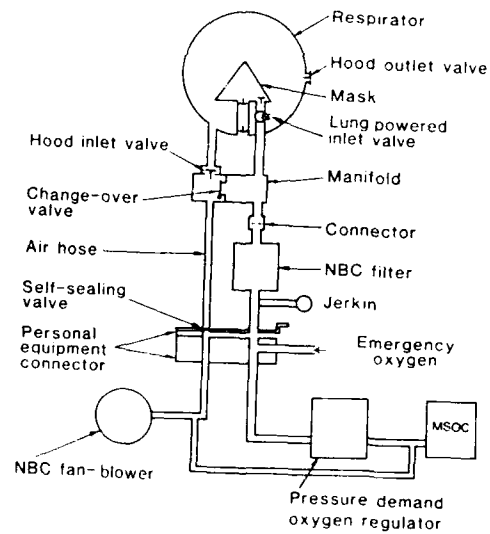 Respirator
Hood outlet valve
Mask
Lung powered
inlet valve
Hood inlet valve
Manifold
Change-over
valve
Connector
Air hose
NBC filter
Self-sealing
valve
Jerkin
Personal
equipment
connector
Emergency
oxygen
MSOC
NBC fan-blower
Pressure demand
oxygen regulator